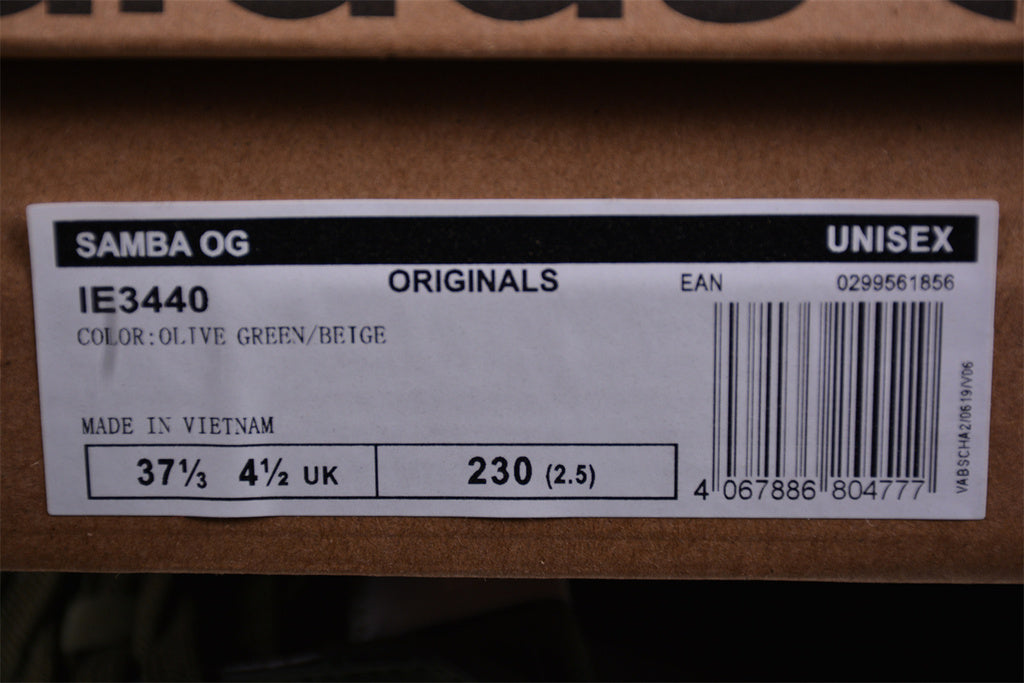 SAMBA OG UNISEX
ORIGINALS EAN 0299561856
IE3440
COLOR:OLIVE GREEN/BEIGE
MADE IN VIETNAM
37⅓ 4½ UK 230 (2.5)
4 067886 804777
VABSCHA2/0619/V06